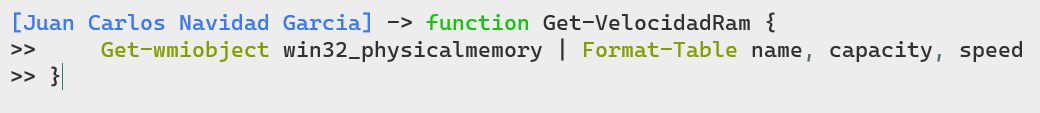 [Juan Carlos Navidad Garcia] -> function Get-VelocidadRam {
>>     Get-wmiobject win32_physicalmemory | Format-Table name, capacity, speed
>> }